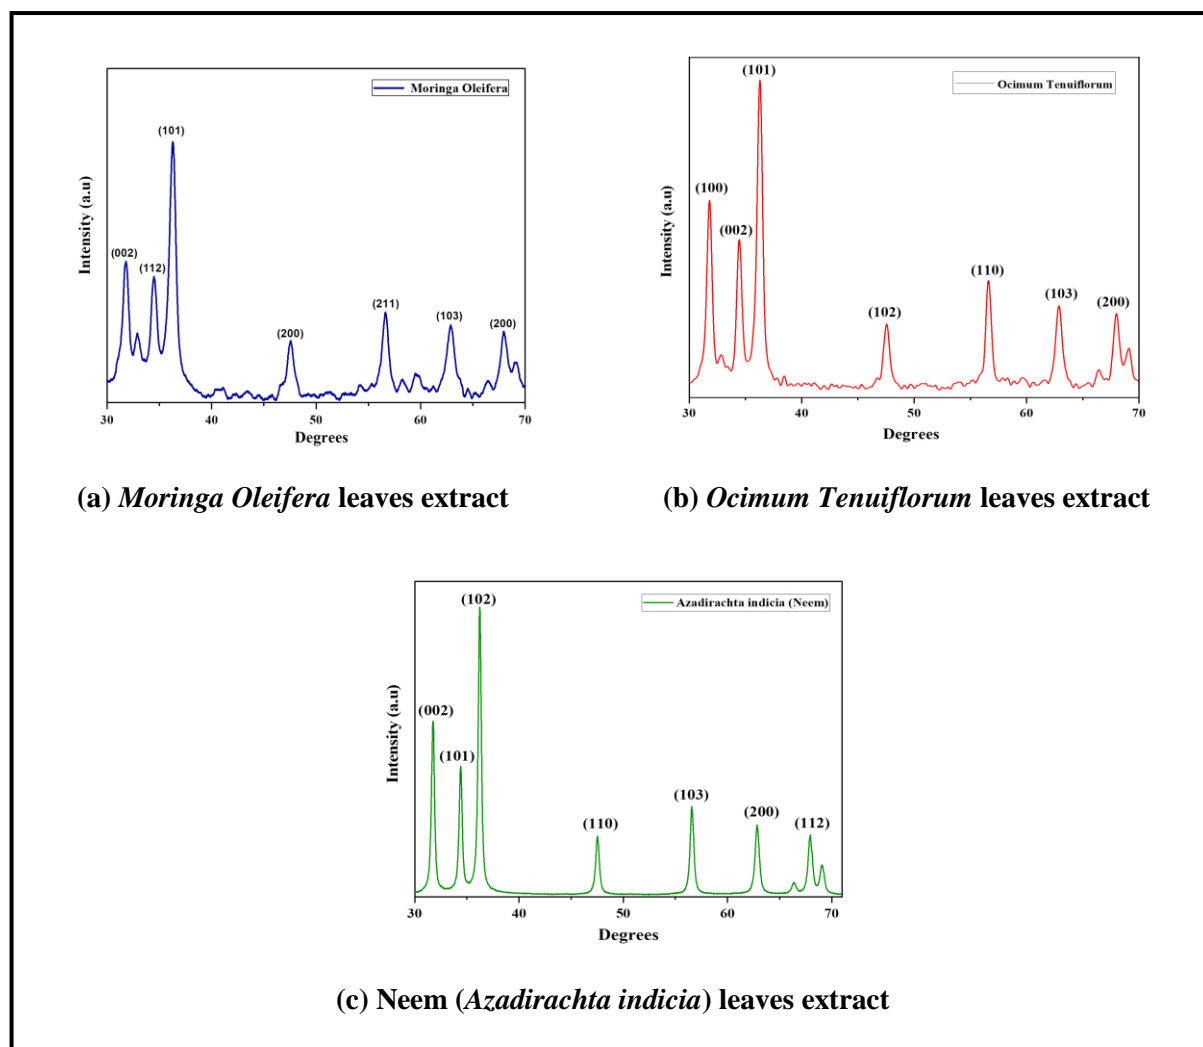 Moringa Oleifera
(101)
(002)
(112)
(200)
(211)
(103)
(200)
Intensity (a.u)
30 40 50 60 70
Degrees
(a) Moringa Oleifera leaves extract
Ocimum Tenuiflorum
(101)
(100)
(002)
(102)
(110)
(103)
(200)
Intensity (a.u)
30 40 50 60 70
Degrees
(b) Ocimum Tenuiflorum leaves extract
Azadirachta indicia (Neem)
(102)
(002)
(101)
(110)
(103)
(200)
(112)
Intensity (a.u)
30 40 50 60 70
Degrees
(c) Neem (Azadirachta indicia) leaves extract